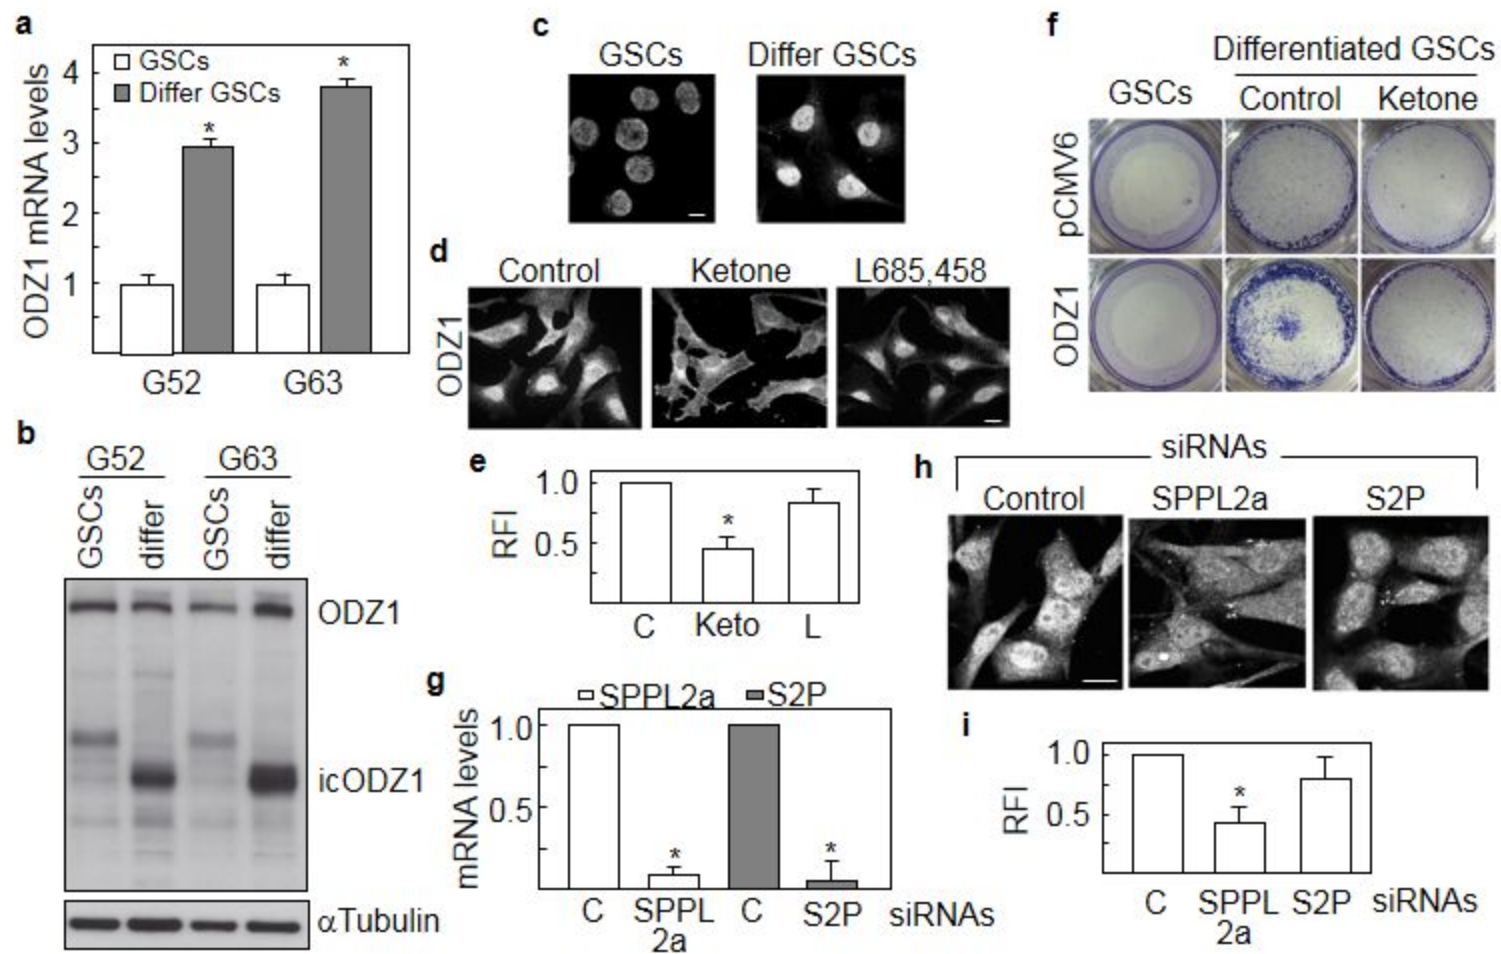 a
ODZ1 mRNA levels
4
3
2
1
GSCs
Differ GSCs
*
*
G52
G63
b
G52
G63
GSCs
differ
GSCs
differ
ODZ1
icODZ1
αTubulin
c
GSCs
Differ GSCs
d
Control
Ketone
L685,458
ODZ1
e
RFI
1.0
0.5
*
C
Keto
L
f
Differentiated GSCs
GSCs
Control
Ketone
pCMV6
ODZ1
g
SPPL2a
S2P
mRNA levels
1.0
0.5
*
*
C
SPPL
2a
C
S2P
siRNAs
h
siRNAs
Control
SPPL2a
S2P
i
RFI
1.0
0.5
*
C
SPPL
2a
S2P
siRNAs